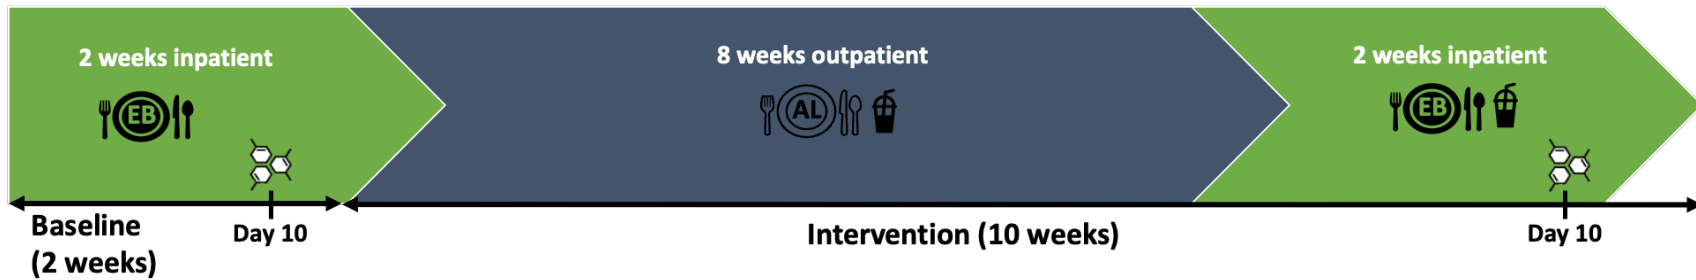 2 weeks inpatient
EB
8 weeks outpatient
AL
2 weeks inpatient
EB
Baseline
(2 weeks)
Day 10
Intervention (10 weeks)
Day 10